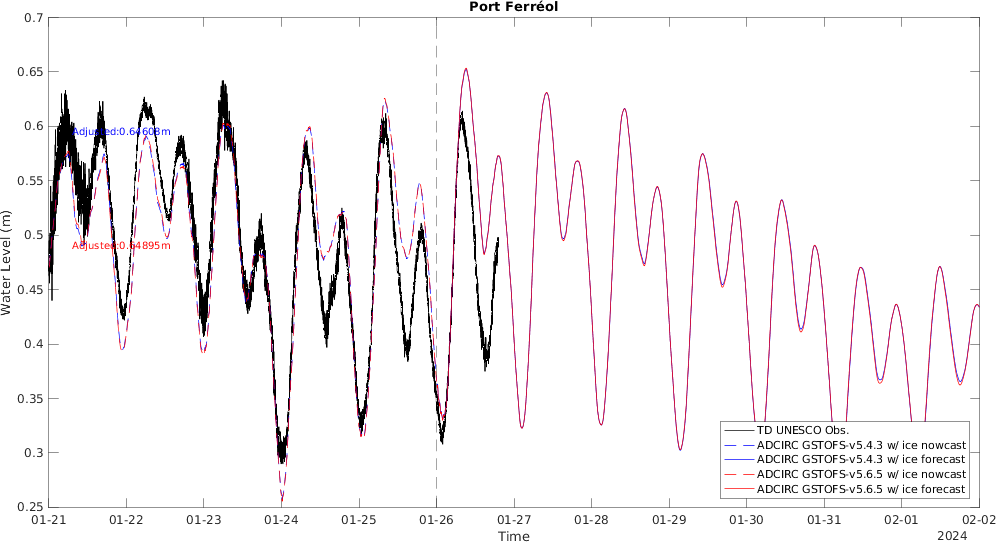 Port Ferréol
0.7
0.65
0.6
0.55
0.5
0.45
0.4
0.35
0.3
0.25
Water Level (m)
Adjusted:0.64603m
Adjusted:0.64895m
TD UNESCO Obs.
ADCIRC GSTOFS-v5.4.3 w/ ice nowcast
ADCIRC GSTOFS-v5.4.3 w/ ice forecast
ADCIRC GSTOFS-v5.6.5 w/ ice nowcast
ADCIRC GSTOFS-v5.6.5 w/ ice forecast
01-21 01-22 01-23 01-24 01-25 01-26 01-27 01-28 01-29 01-30 01-31 02-01 02-02
Time
2024